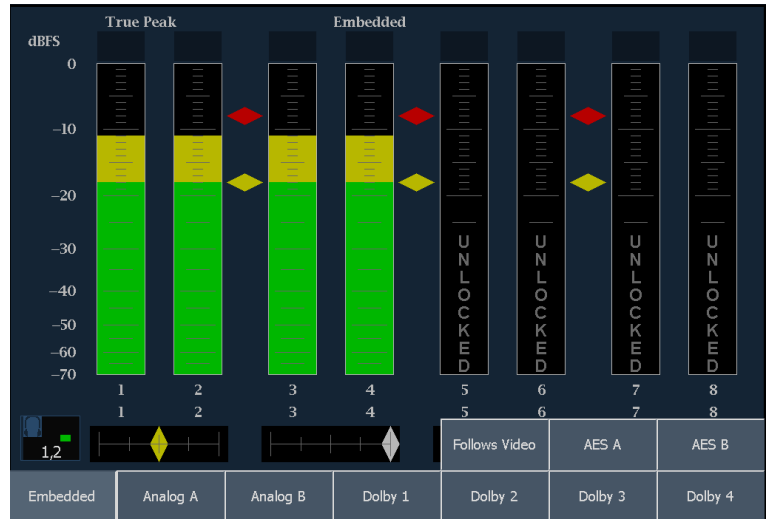 True Peak Embedded
dBFS
0
–10
–20
–30
–40
–50
–60
–70
UNLOCKED UNLOCKED UNLOCKED UNLOCKED
1 2 3 4 5 6 7 8
1 2 3 4 5 6 7 8
1,2
Follows Video AES A AES B
Embedded Analog A Analog B Dolby 1 Dolby 2 Dolby 3 Dolby 4